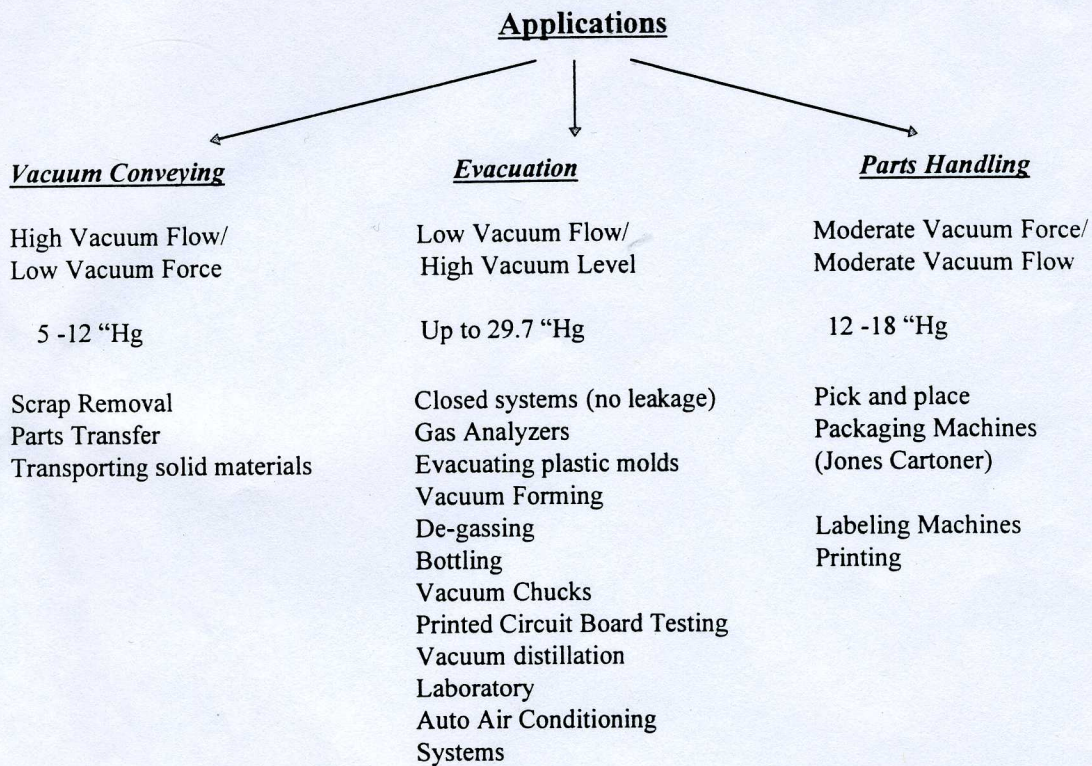 Applications
Vacuum Conveying
High Vacuum Flow/
Low Vacuum Force
5 -12 “Hg
Scrap Removal
Parts Transfer
Transporting solid materials
Evacuation
Low Vacuum Flow/
High Vacuum Level
Up to 29.7 “Hg
Closed systems (no leakage)
Gas Analyzers
Evacuating plastic molds
Vacuum Forming
De-gassing
Bottling
Vacuum Chucks
Printed Circuit Board Testing
Vacuum distillation
Laboratory
Auto Air Conditioning
Systems
Parts Handling
Moderate Vacuum Force/
Moderate Vacuum Flow
12 -18 “Hg
Pick and place
Packaging Machines
(Jones Cartoner)
Labeling Machines
Printing